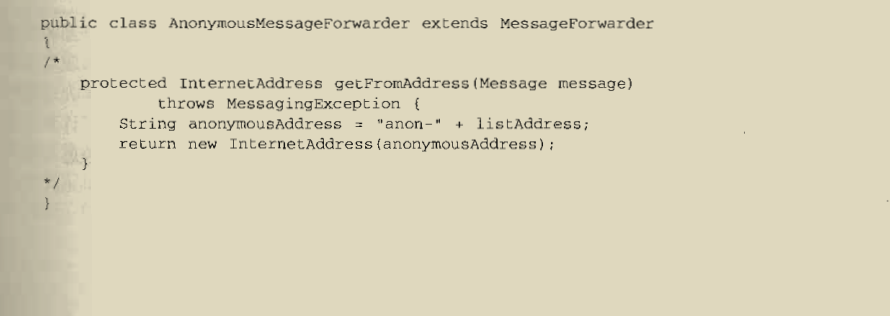 public class AnonymousMessageForwarder extends MessageForwarder
{
/*
    protected InternetAddress getFromAddress(Message message)
            throws MessagingException {
        String anonymousAddress = "anon-" + listAddress;
        return new InternetAddress(anonymousAddress);
    }
*/
}